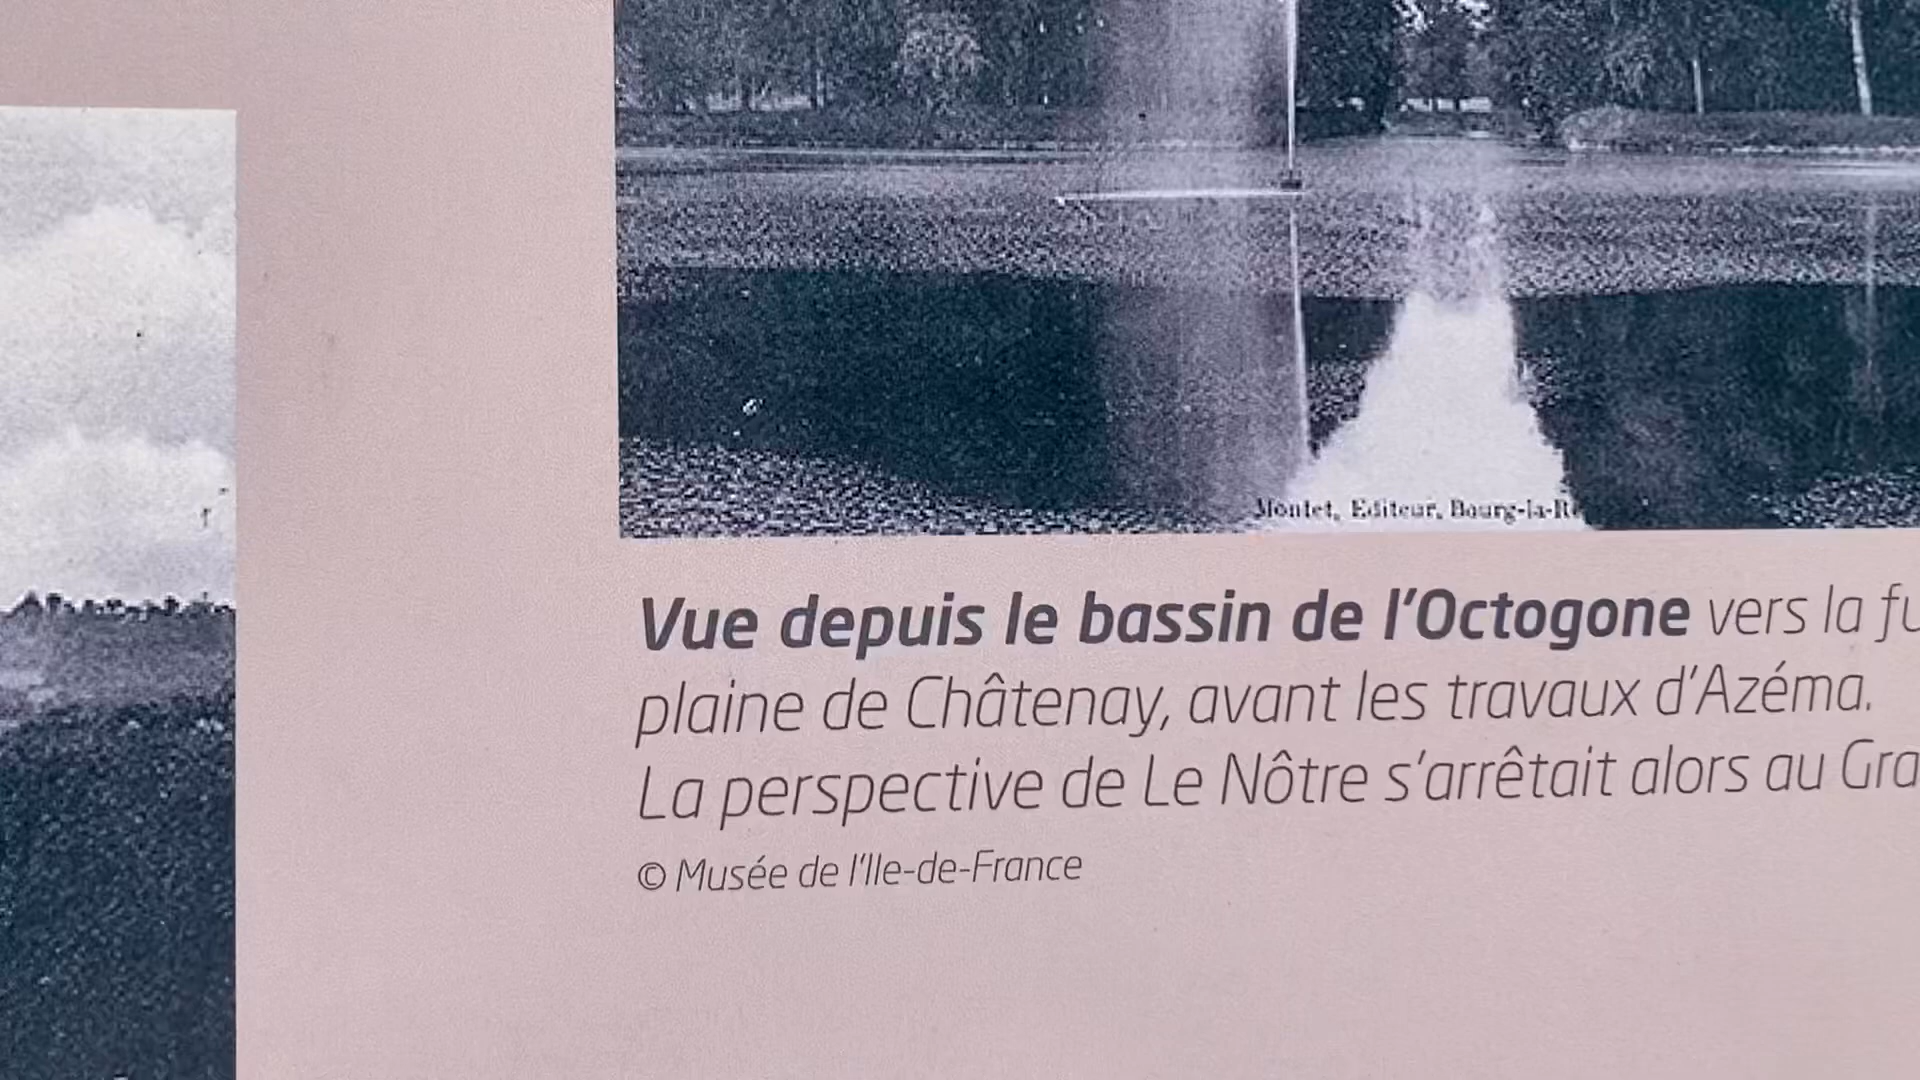 Montet, Editeur, Bourg-la-Re
Vue depuis le bassin de l'Octogone vers la fu
plaine de Châtenay, avant les travaux d'Azéma.
La perspective de Le Nôtre s'arrêtait alors au Gra
© Musée de l'Ile-de-France